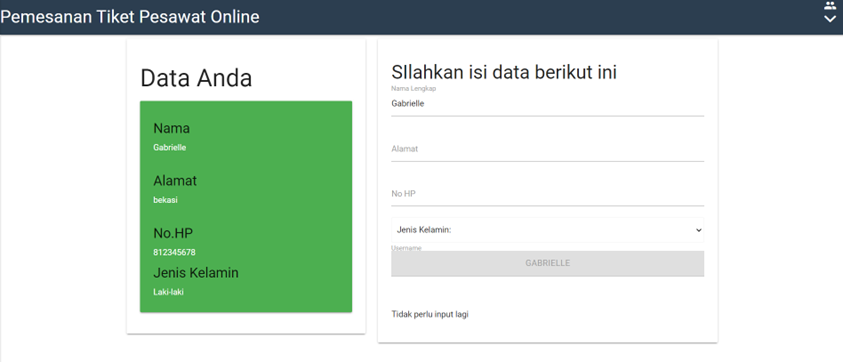 Pemesanan Tiket Pesawat Online
Data Anda
Nama
Gabrielle
Alamat
bekasi
No.HP
812345678
Jenis Kelamin
Laki-laki
SIlahkan isi data berikut ini
Nama Lengkap
Gabrielle
Alamat
No HP
Jenis Kelamin:
Username
GABRIELLE
Tidak perlu input lagi